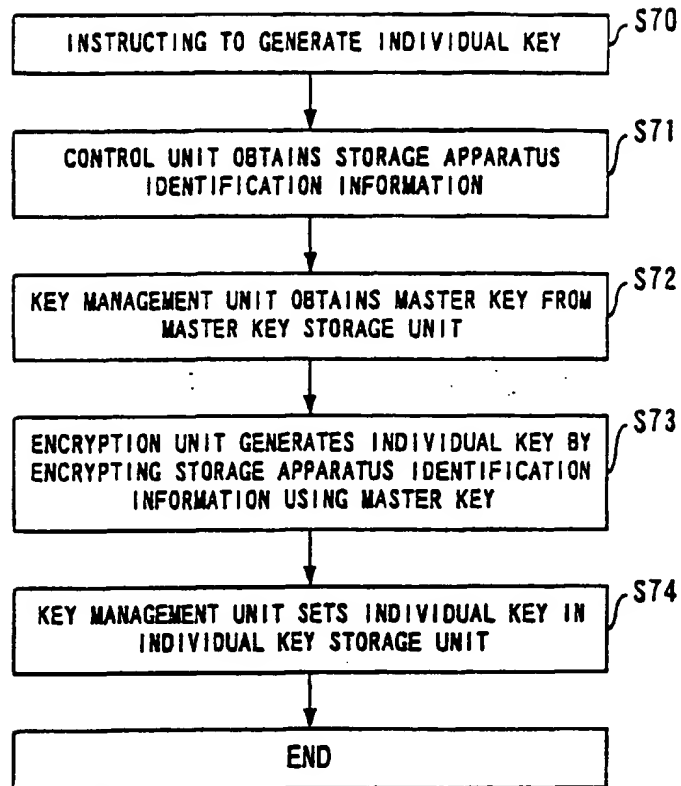 S70
INSTRUCTING TO GENERATE INDIVIDUAL KEY
S71
CONTROL UNIT OBTAINS STORAGE APPARATUS
IDENTIFICATION INFORMATION
S72
KEY MANAGEMENT UNIT OBTAINS MASTER KEY FROM
MASTER KEY STORAGE UNIT
S73
ENCRYPTION UNIT GENERATES INDIVIDUAL KEY BY
ENCRYPTING STORAGE APPARATUS IDENTIFICATION
INFORMATION USING MASTER KEY
S74
KEY MANAGEMENT UNIT SETS INDIVIDUAL KEY IN
INDIVIDUAL KEY STORAGE UNIT
END